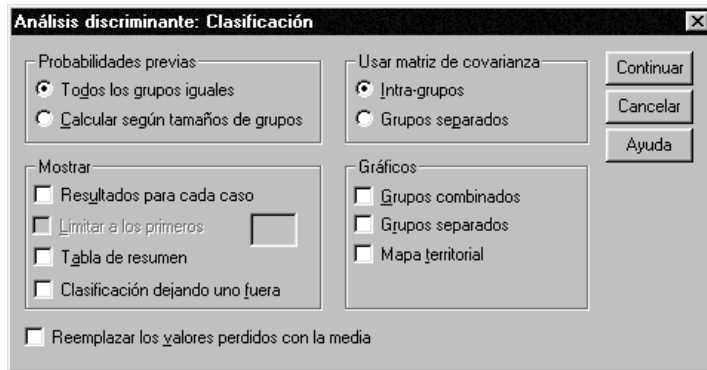 Análisis discriminante: Clasificación
Probabilidades previas
Todos los grupos iguales
Calcular según tamaños de grupos
Usar matriz de covarianza
Intra-grupos
Grupos separados
Continuar
Cancelar
Ayuda
Mostrar
Resultados para cada caso
Limitar a los primeros
Tabla de resumen
Clasificación dejando uno fuera
Gráficos
Grupos combinados
Grupos separados
Mapa territorial
Reemplazar los valores perdidos con la media